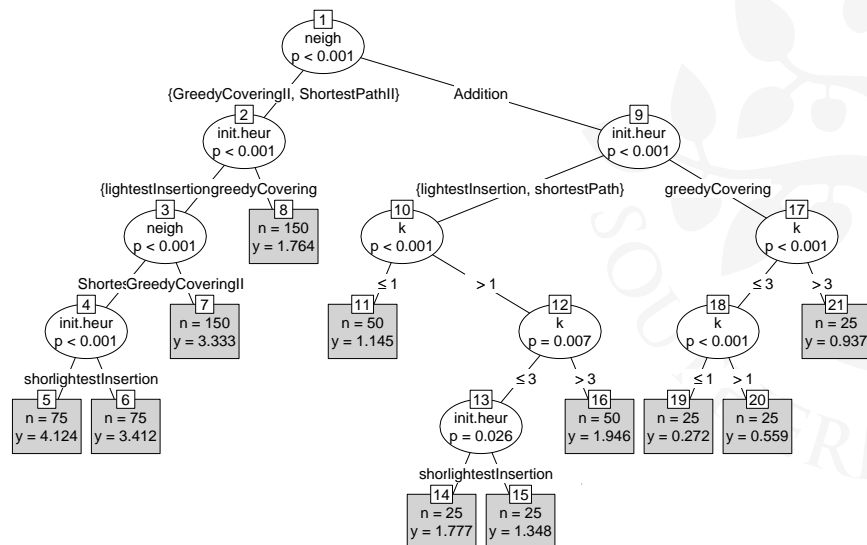 1
neigh
p < 0.001
{GreedyCoveringII, ShortestPathII}
Addition
2
init.heur
p < 0.001
9
init.heur
p < 0.001
{lightestInsertion
greedyCovering
{lightestInsertion, shortestPath}
greedyCovering
3
neigh
p < 0.001
8
n = 150
y = 1.764
10
k
p < 0.001
17
k
p < 0.001
Shortes
GreedyCoveringII
≤ 1
> 1
≤ 3
> 3
4
init.heur
p < 0.001
7
n = 150
y = 3.333
11
n = 50
y = 1.145
12
k
p = 0.007
18
k
p < 0.001
21
n = 25
y = 0.937
shor
lightestInsertion
≤ 3
> 3
≤ 1
> 1
5
n = 75
y = 4.124
6
n = 75
y = 3.412
13
init.heur
p = 0.026
16
n = 50
y = 1.946
19
n = 25
y = 0.272
20
n = 25
y = 0.559
shor
lightestInsertion
14
n = 25
y = 1.777
15
n = 25
y = 1.348